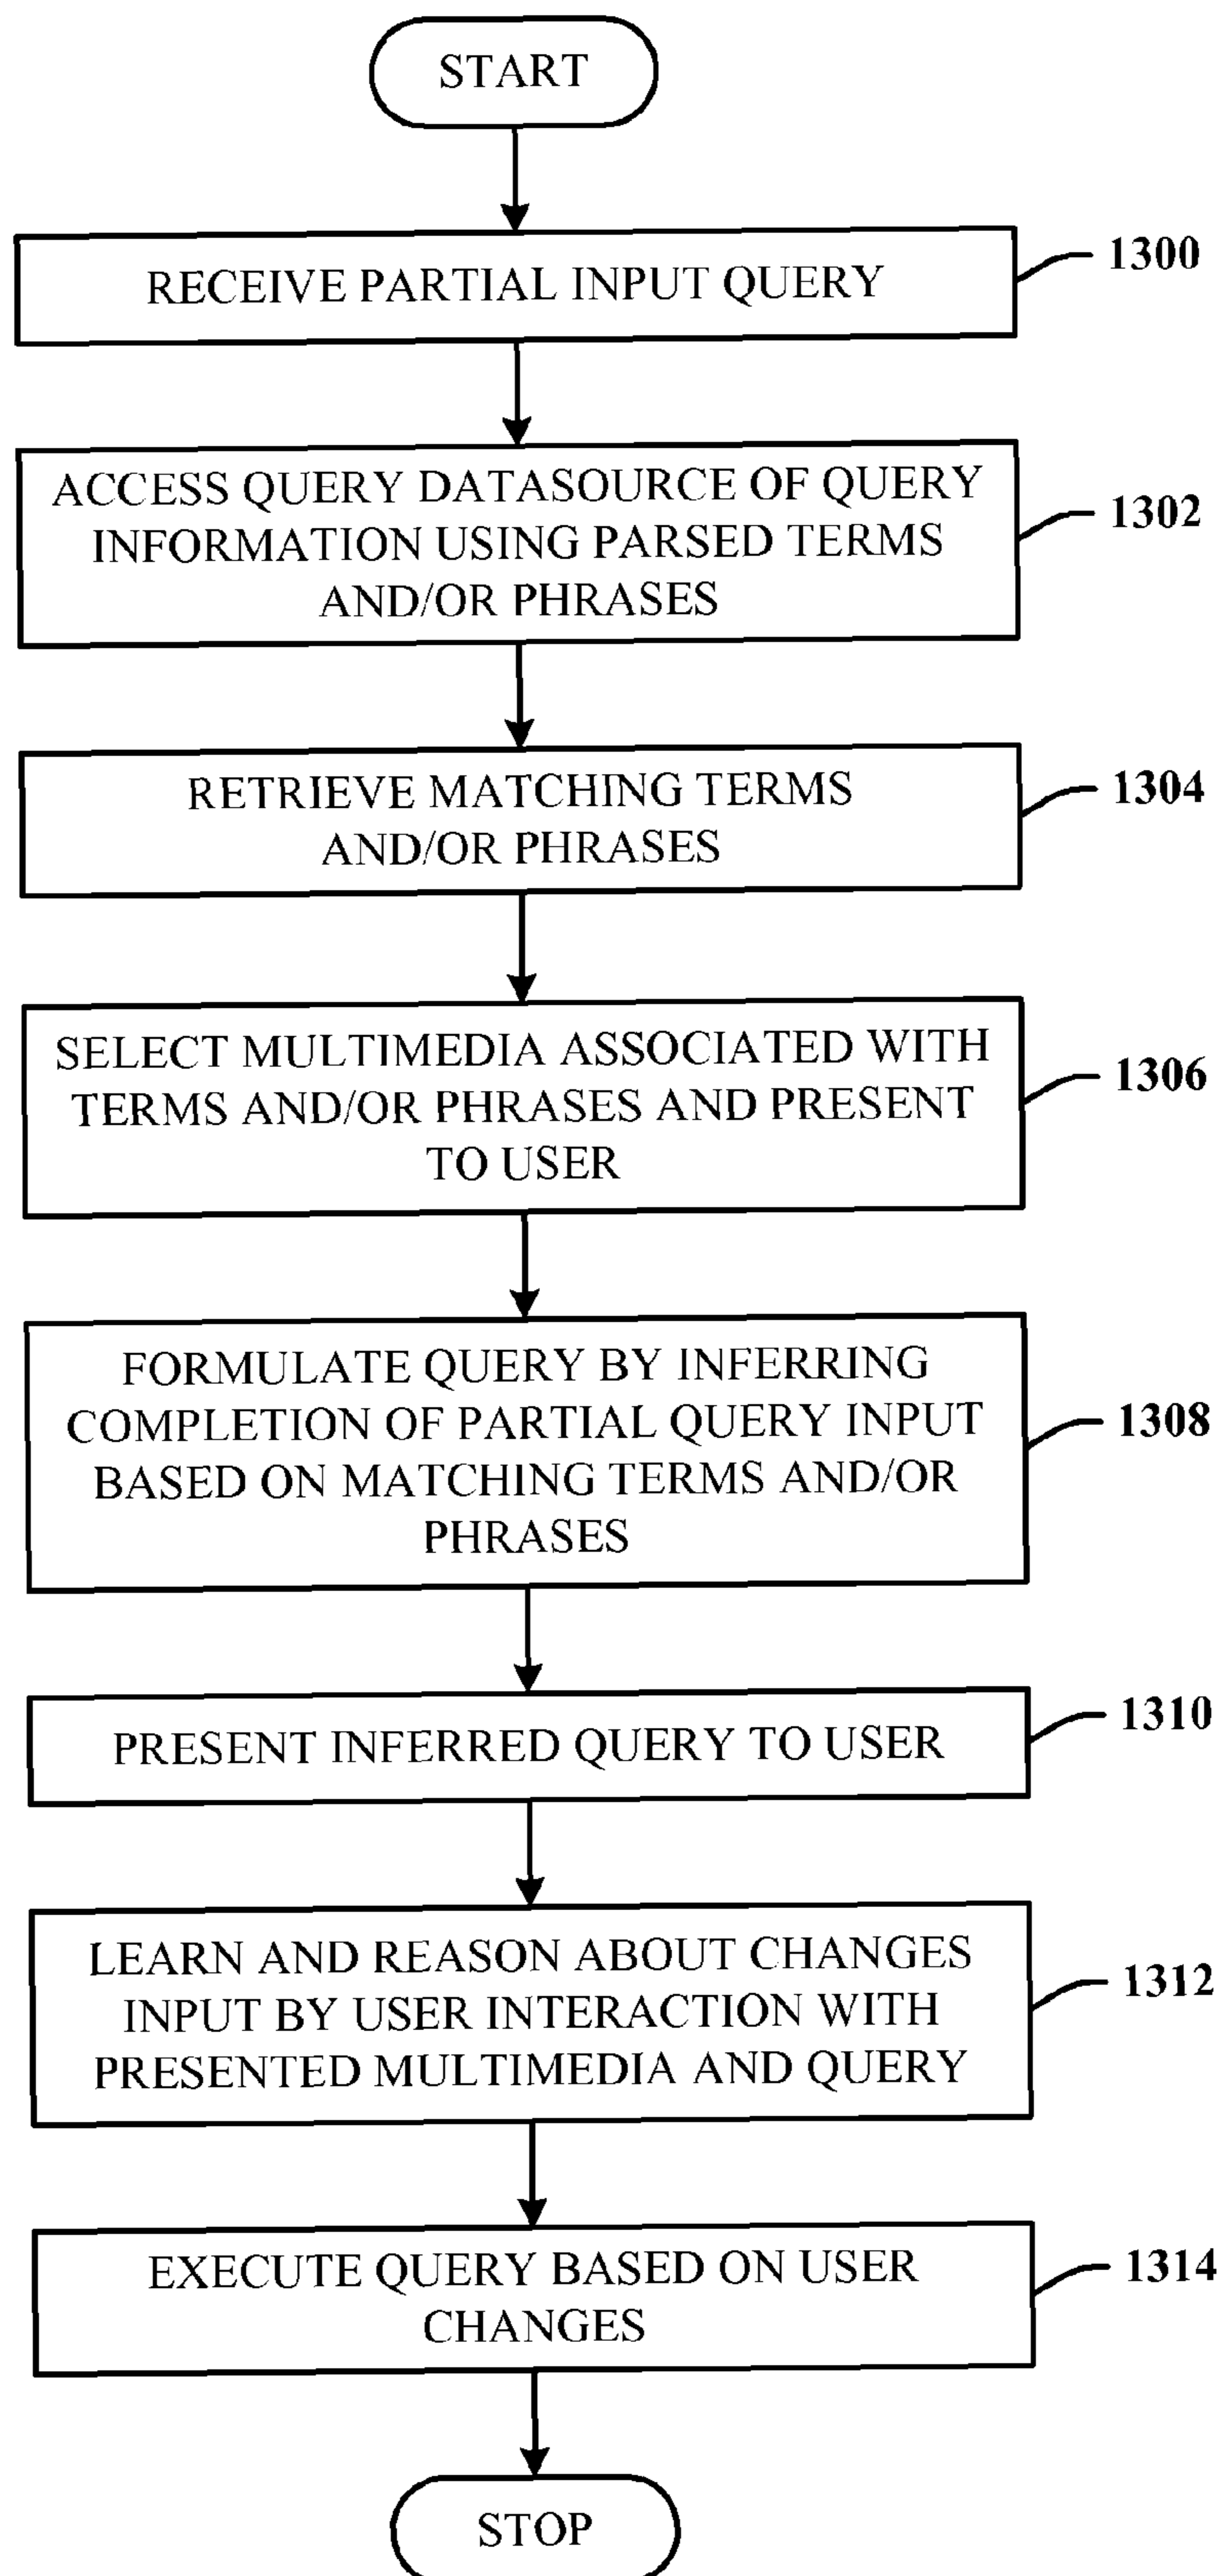 START
RECEIVE PARTIAL INPUT QUERY
1300
ACCESS QUERY DATASOURCE OF QUERY
INFORMATION USING PARSED TERMS
AND/OR PHRASES
1302
RETRIEVE MATCHING TERMS
AND/OR PHRASES
1304
SELECT MULTIMEDIA ASSOCIATED WITH
TERMS AND/OR PHRASES AND PRESENT
TO USER
1306
FORMULATE QUERY BY INFERRING
COMPLETION OF PARTIAL QUERY INPUT
BASED ON MATCHING TERMS AND/OR
PHRASES
1308
PRESENT INFERRED QUERY TO USER
1310
LEARN AND REASON ABOUT CHANGES
INPUT BY USER INTERACTION WITH
PRESENTED MULTIMEDIA AND QUERY
1312
EXECUTE QUERY BASED ON USER
CHANGES
1314
STOP